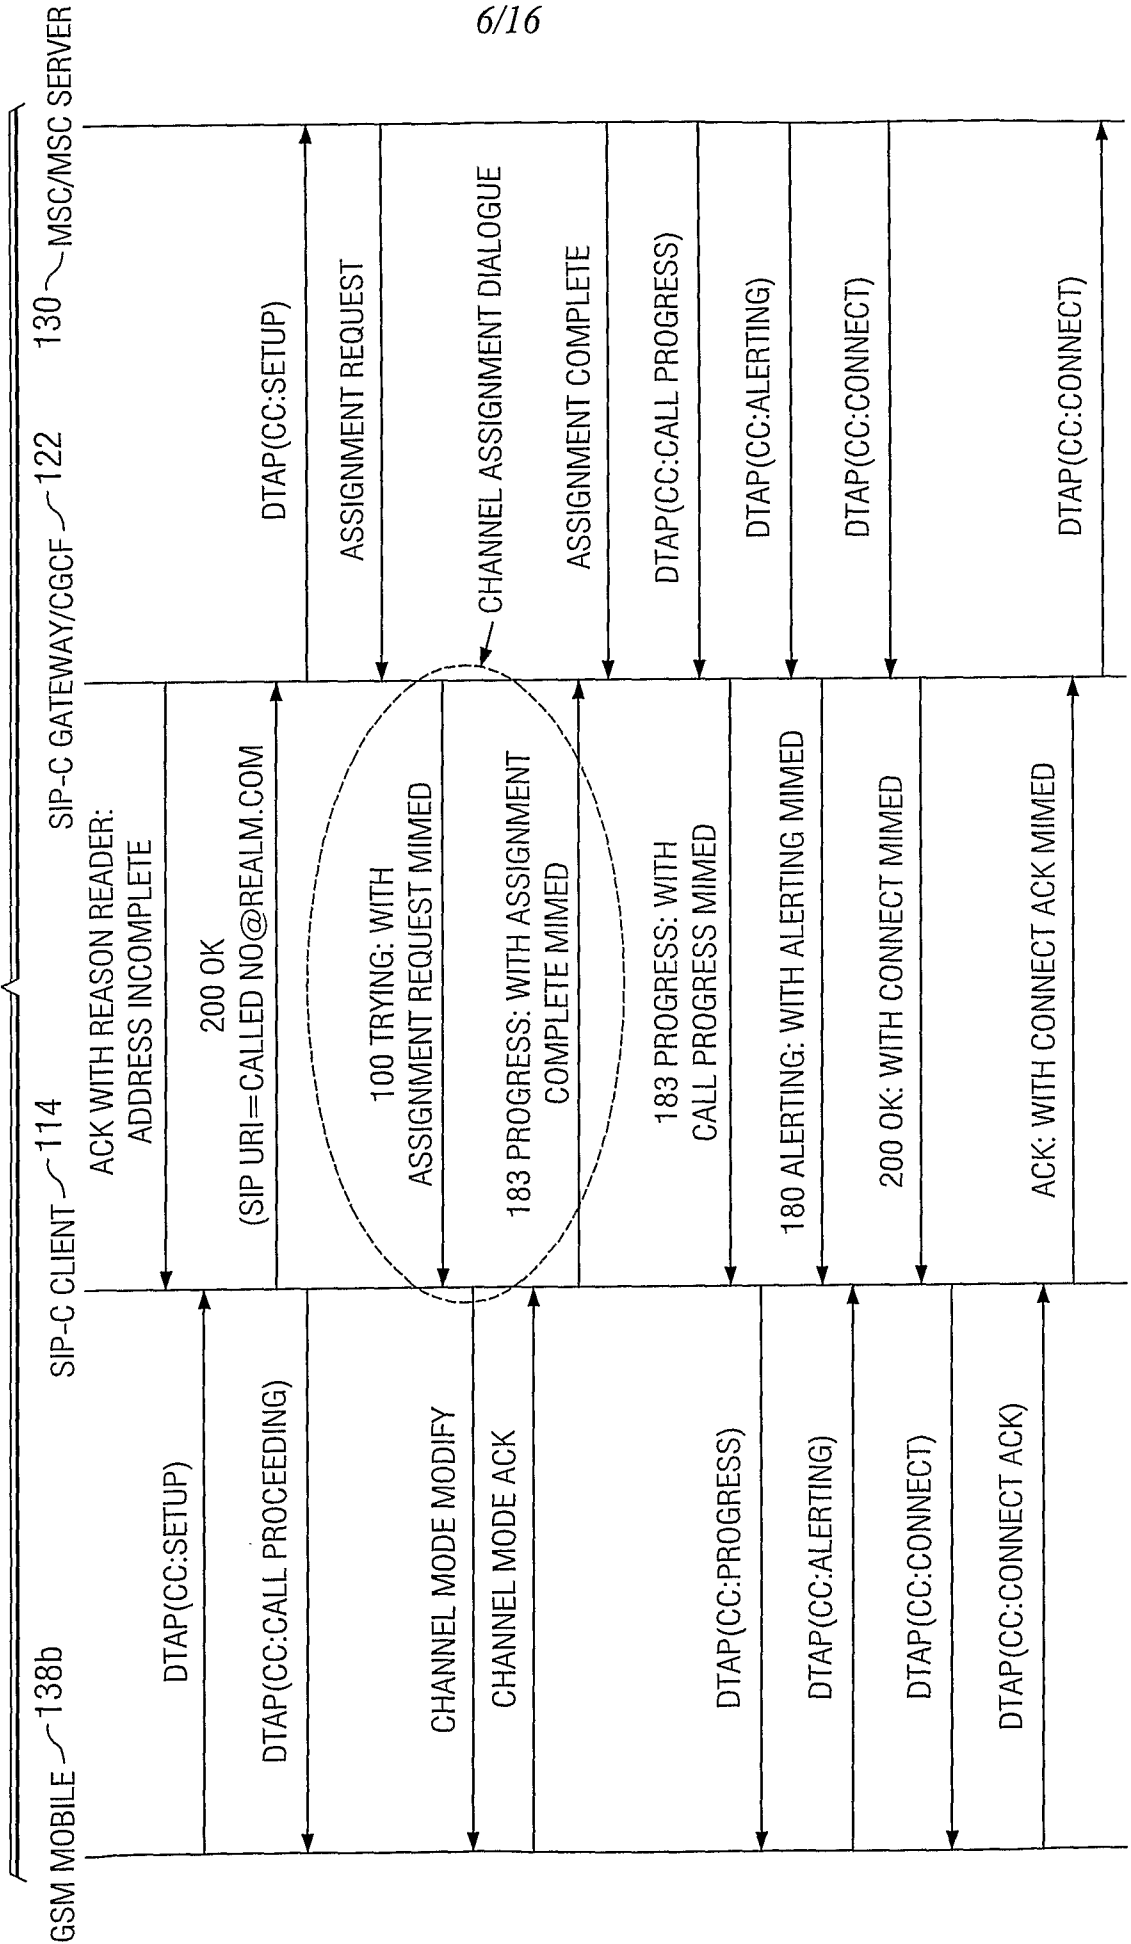 6/16
GSM MOBILE 138b
SIP-C CLIENT 114
SIP-C GATEWAY/CGCF 122
130 MSC/MSC SERVER
ACK WITH REASON READER:
ADDRESS INCOMPLETE
DTAP(CC:SETUP)
200 OK
(SIP URI=CALLED NO@REALM.COM
DTAP(CC:SETUP)
DTAP(CC:CALL PROCEEDING)
ASSIGNMENT REQUEST
100 TRYING: WITH
ASSIGNMENT REQUEST MIMED
CHANNEL ASSIGNMENT DIALOGUE
CHANNEL MODE MODIFY
CHANNEL MODE ACK
183 PROGRESS: WITH ASSIGNMENT
COMPLETE MIMED
ASSIGNMENT COMPLETE
DTAP(CC:CALL PROGRESS)
183 PROGRESS: WITH
CALL PROGRESS MIMED
DTAP(CC:PROGRESS)
DTAP(CC:ALERTING)
180 ALERTING: WITH ALERTING MIMED
DTAP(CC:ALERTING)
DTAP(CC:CONNECT)
200 OK: WITH CONNECT MIMED
DTAP(CC:CONNECT)
DTAP(CC:CONNECT ACK)
ACK: WITH CONNECT ACK MIMED
DTAP(CC:CONNECT)